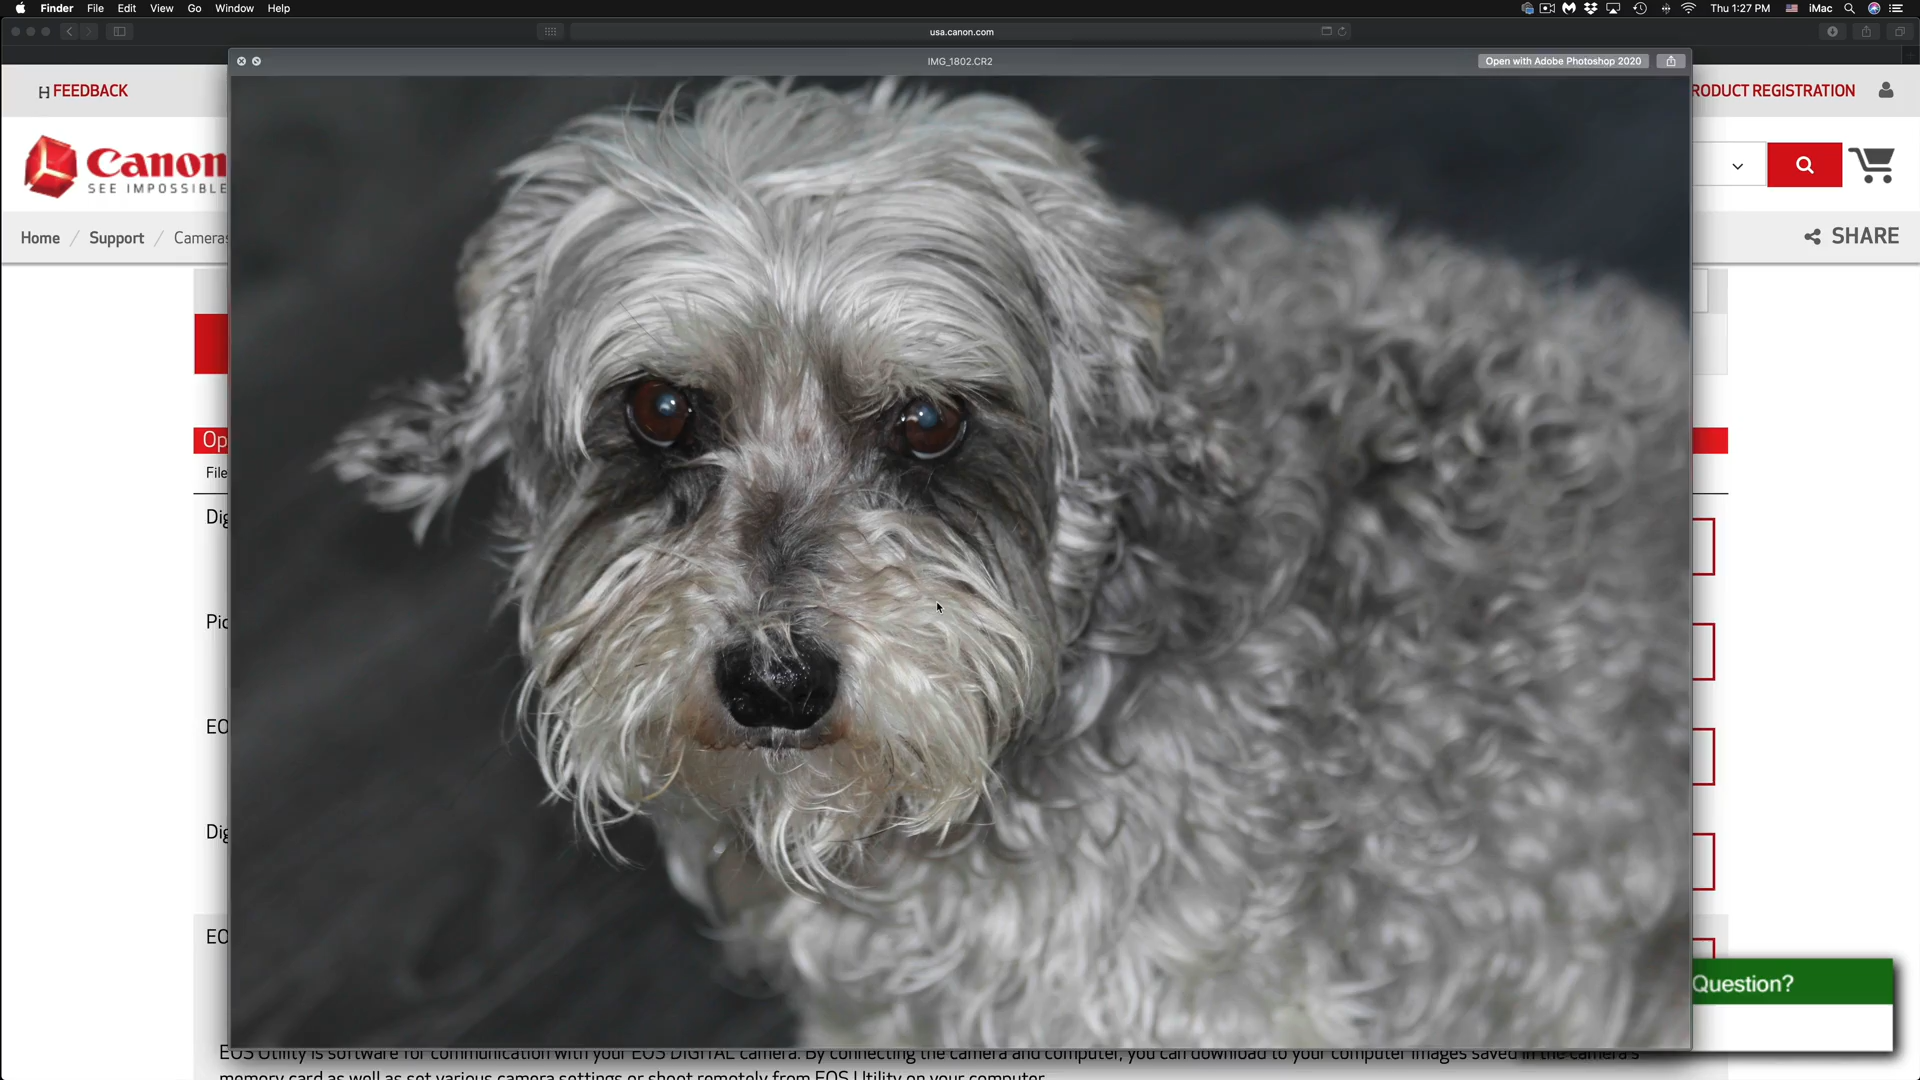 Finder File Edit View Go Window Help
Thu 1:27 PM iMac
usa.canon.com
IMG_1802.CR2
Open with Adobe Photoshop 2020
FEEDBACK
RODUCT REGISTRATION
Canon
SEE IMPOSSIBLE
Home / Support / Cameras
SHARE
Op
File
Dig
Pic
EO
Dig
EO
Question?
EOS Utility is software for communication with your EOS DIGITAL camera. By connecting the camera and computer, you can download to your computer images saved in the camera's
memory card as well as set various camera settings or shoot remotely from EOS Utility on your computer.